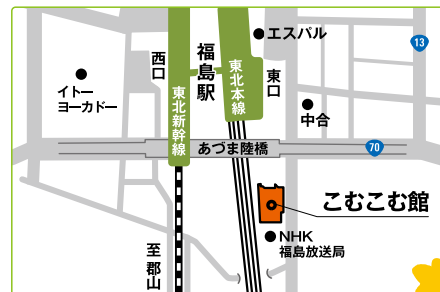 エスパル
13
西口
福島駅
東口
東北本線
イトー
ヨーカドー
東北新幹線
中合
あづま陸橋
70
こむこむ館
NHK
福島放送局
至郡山